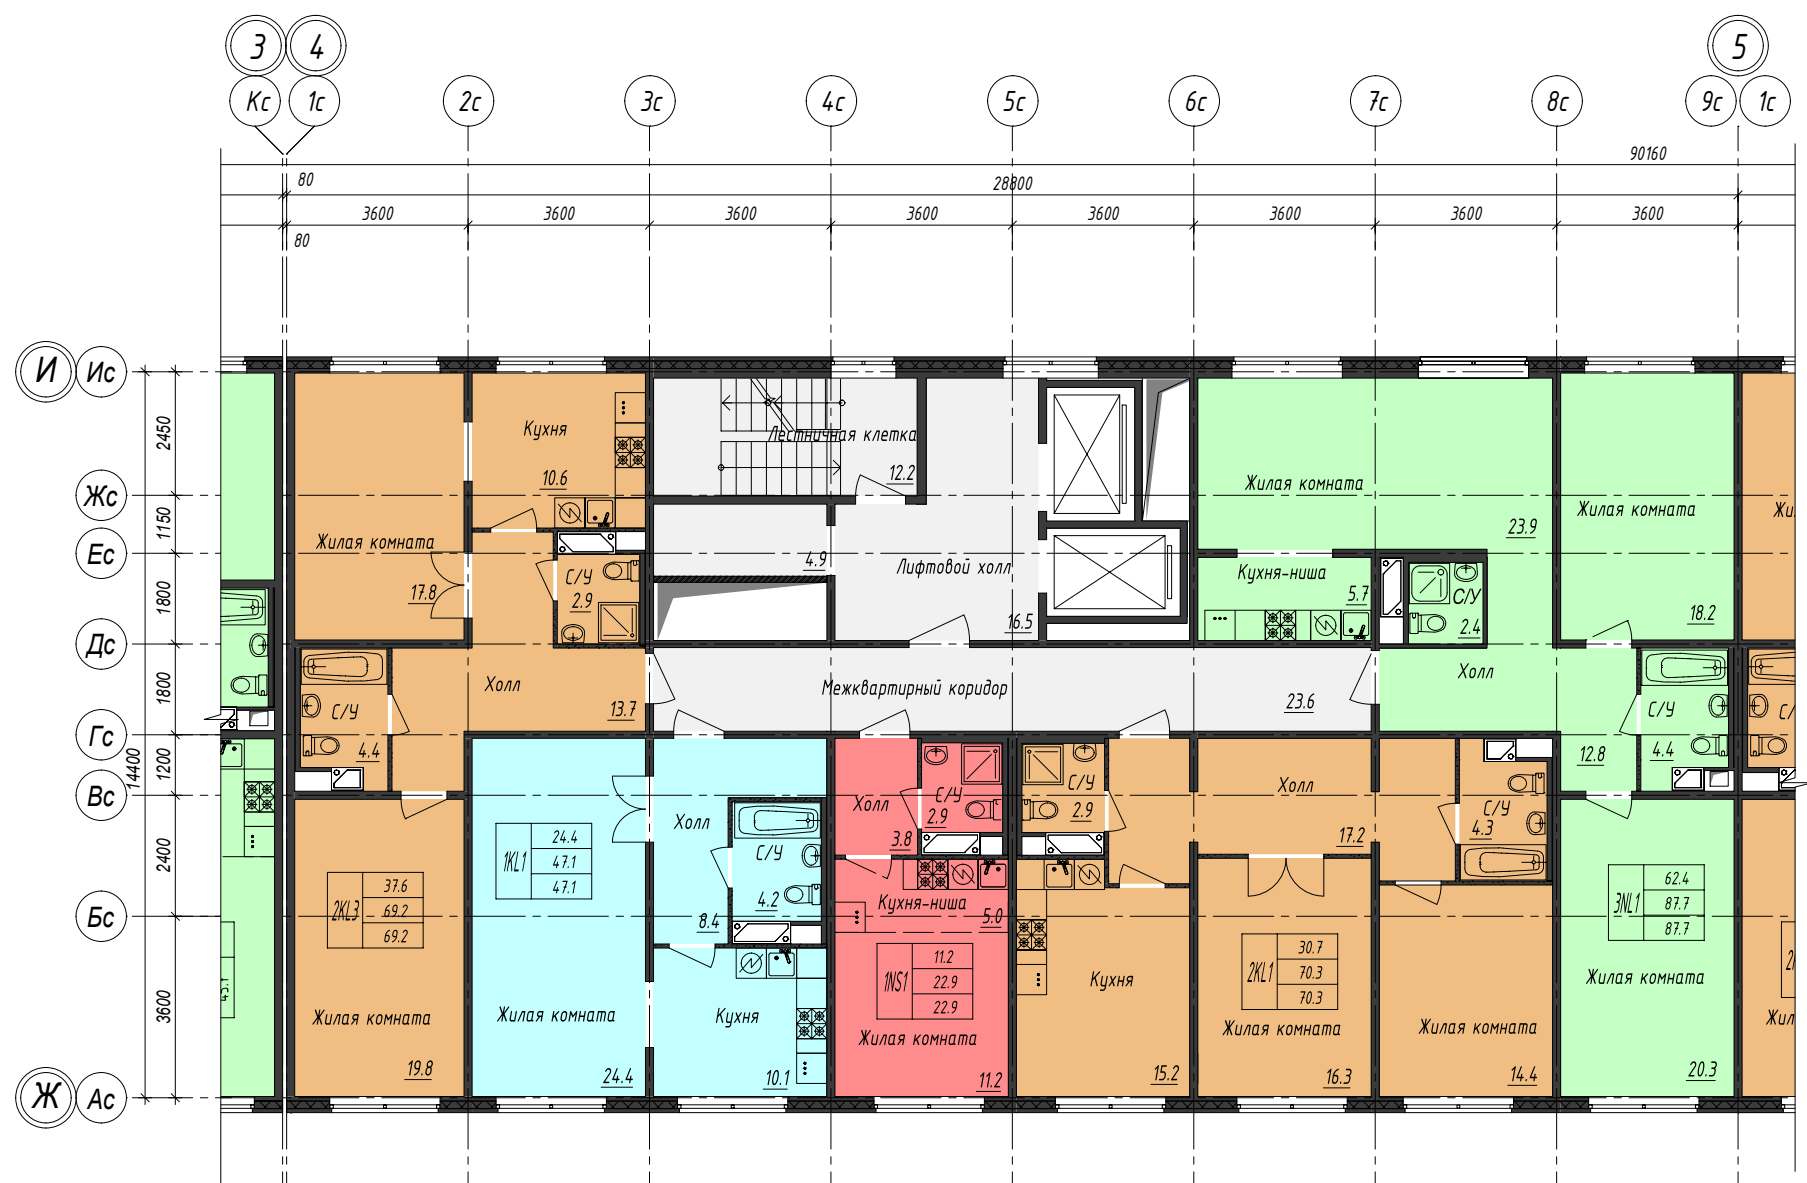 3 4 5
Кс 1с 2с 3с 4с 5с 6с 7с 8с 9с 1с
90160
80 28800
3600 3600 3600 3600 3600 3600 3600 3600
80
И Ис
2450
Жс
1150
Ес
1800
Дс
1800
Гс
14400
1200
Вс
2400
Бс
3600
Ж Ас
Жилая комната
17.8
Кухня
10.6
С/У
2.9
Холл
13.7
С/У
4.4
2KL3
37.6
69.2
69.2
Жилая комната
19.8
Лестничная клетка
12.2
4.9
Лифтовой холл
16.5
Межквартирный коридор
23.6
1KL1
24.4
47.1
47.1
Жилая комната
24.4
Холл
8.4
С/У
4.2
Кухня
10.1
Холл
3.8
С/У
2.9
Кухня-ниша
5.0
1NS1
11.2
22.9
22.9
Жилая комната
11.2
С/У
2.9
Кухня
15.2
Холл
17.2
2KL1
30.7
70.3
70.3
Жилая комната
16.3
С/У
4.3
Жилая комната
14.4
Жилая комната
23.9
Кухня-ниша
5.7
С/У
2.4
Жилая комната
18.2
Холл
12.8
С/У
4.4
3NL1
62.4
87.7
87.7
Жилая комната
20.3